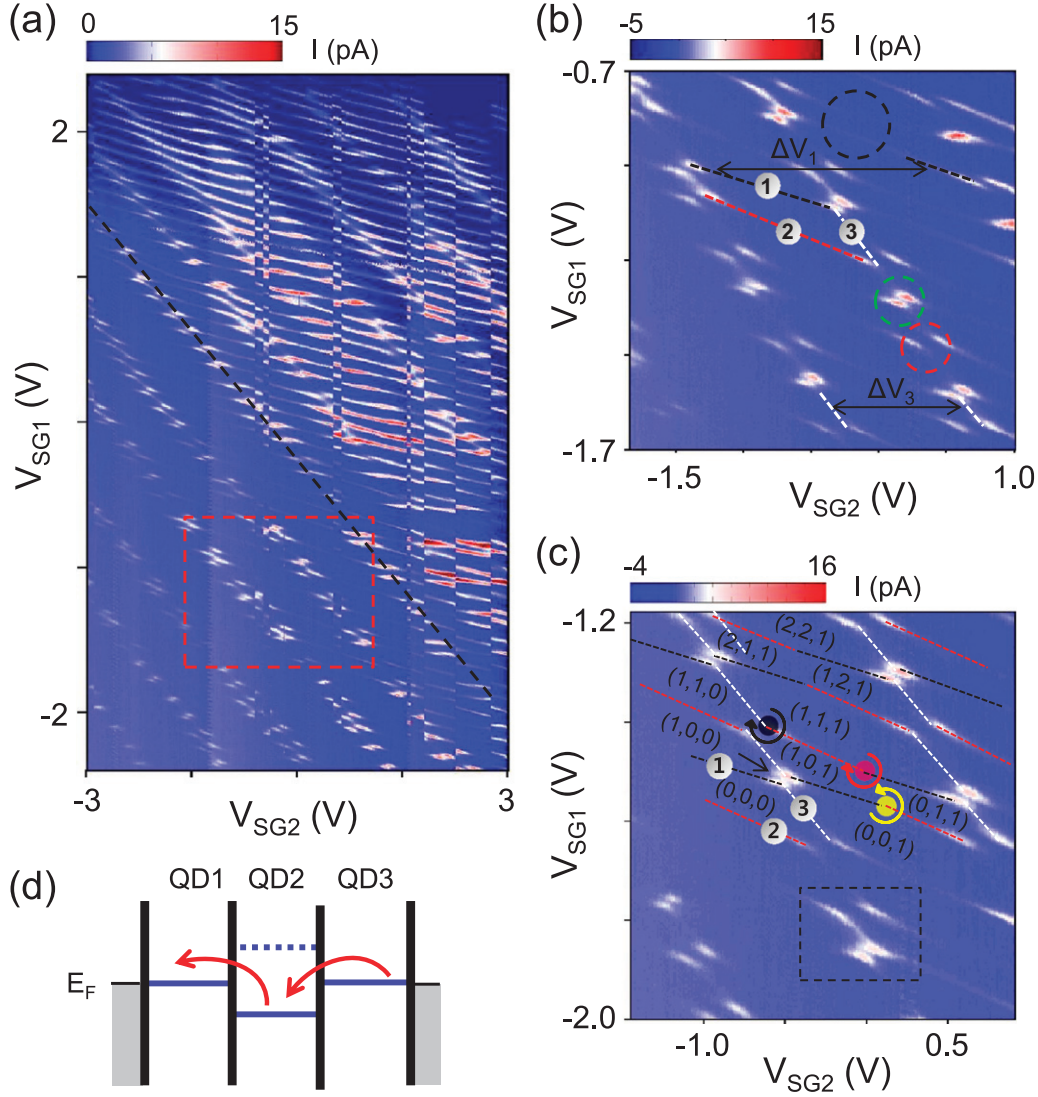 (a)
0 15
I (pA)
2
-2
V_SG1 (V)
-3 3
V_SG2 (V)
(b)
-5 15
I (pA)
-0.7
-1.7
V_SG1 (V)
ΔV_1
1
2
3
ΔV_3
-1.5 1.0
V_SG2 (V)
(c)
-4 16
I (pA)
-1.2
-2.0
V_SG1 (V)
(2,2,1)
(2,1,1)
(1,2,1)
(1,1,0)
(1,1,1)
(1,0,0)
(1,0,1)
1
(0,0,0)
(0,1,1)
3
2
(0,0,1)
-1.0 0.5
V_SG2 (V)
(d)
QD1 QD2 QD3
E_F